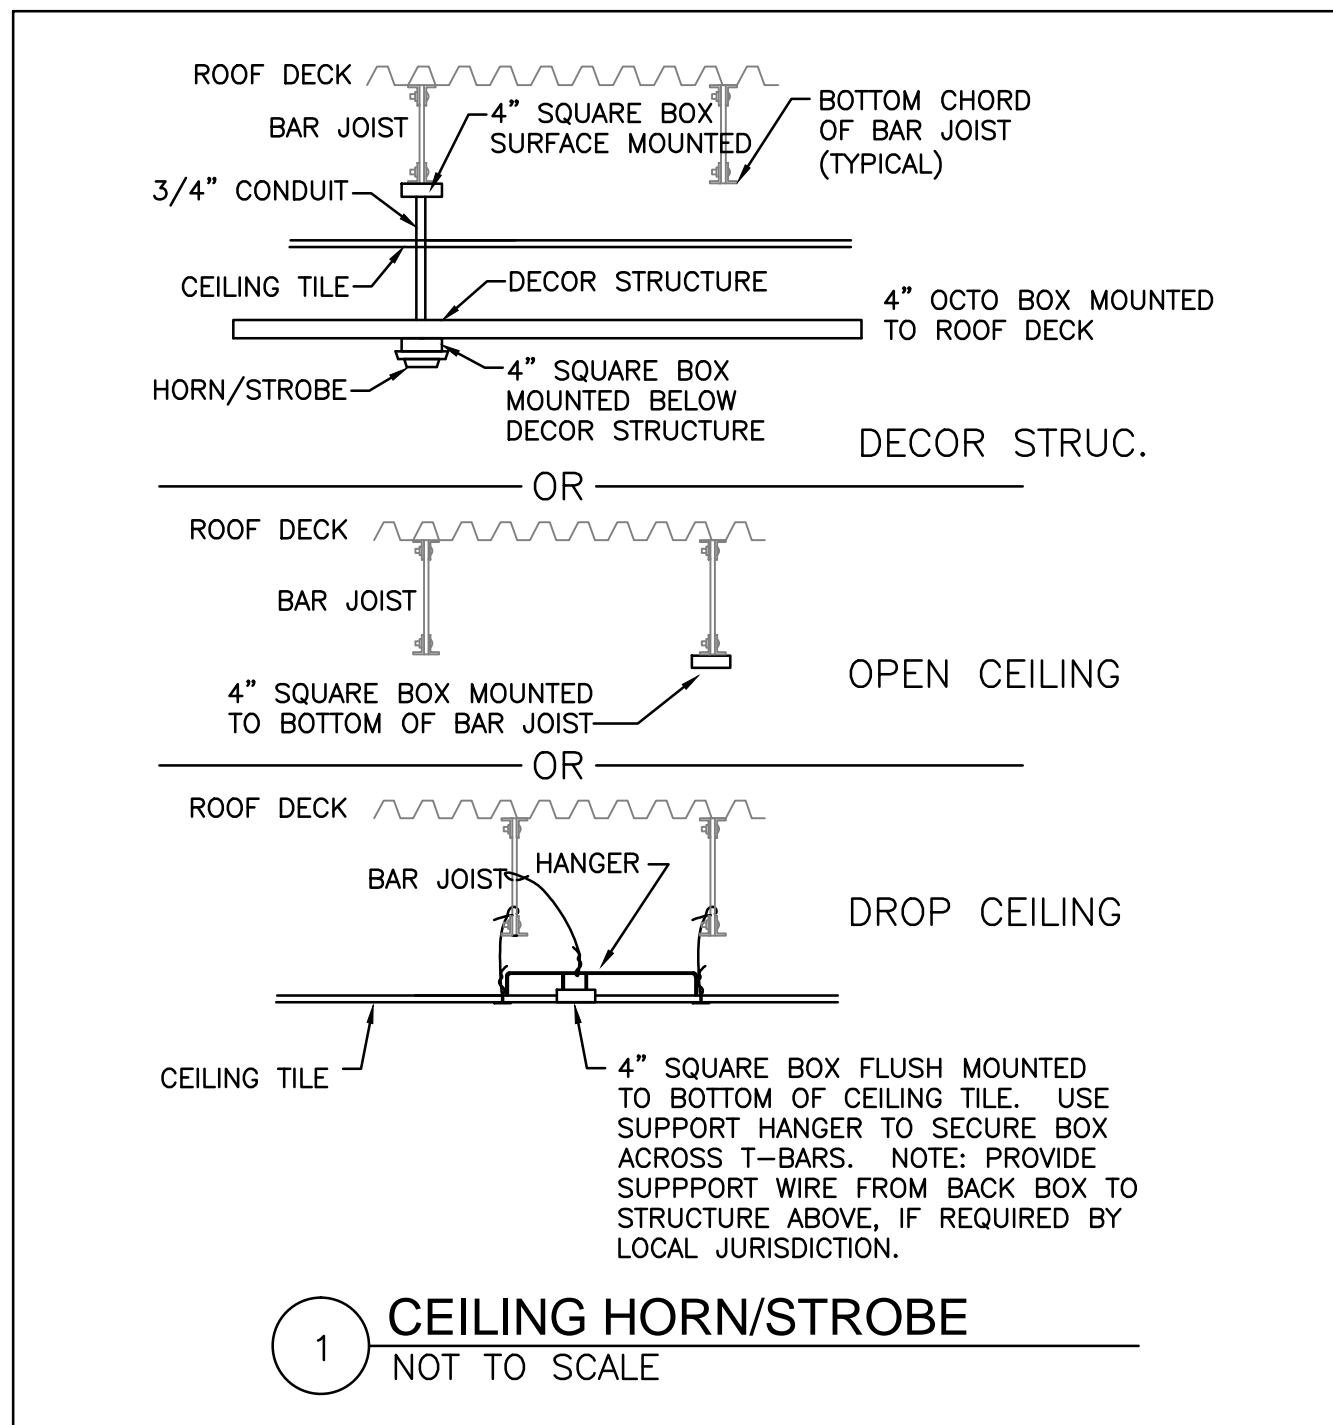 ROOF DECK
BAR JOIST
4” SQUARE BOX
SURFACE MOUNTED
BOTTOM CHORD
OF BAR JOIST
(TYPICAL)
3/4” CONDUIT
CEILING TILE
DECOR STRUCTURE
4” OCTO BOX MOUNTED
TO ROOF DECK
HORN/STROBE
4” SQUARE BOX
MOUNTED BELOW
DECOR STRUCTURE
DECOR STRUC.
OR
ROOF DECK
BAR JOIST
4” SQUARE BOX MOUNTED
TO BOTTOM OF BAR JOIST
OPEN CEILING
OR
ROOF DECK
BAR JOIST
HANGER
DROP CEILING
CEILING TILE
4” SQUARE BOX FLUSH MOUNTED
TO BOTTOM OF CEILING TILE. USE
SUPPORT HANGER TO SECURE BOX
ACROSS T-BARS. NOTE: PROVIDE
SUPPPORT WIRE FROM BACK BOX TO
STRUCTURE ABOVE, IF REQUIRED BY
LOCAL JURISDICTION.
1
CEILING HORN/STROBE
NOT TO SCALE